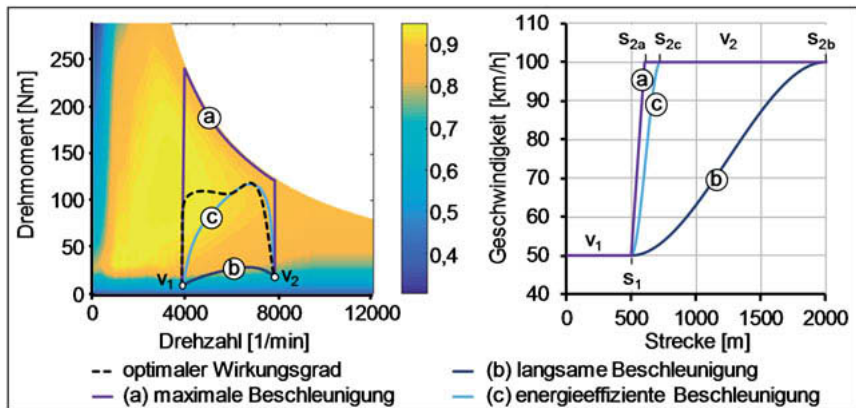 Drehmoment [Nm]
250
200
150
100
50
0
0 4000 8000 12000
Drehzahl [1/min]
a
c
b
v1
v2
0,9
0,8
0,7
0,6
0,5
0,4
Geschwindigkeit [km/h]
110
100
90
80
70
60
50
40
0 500 1000 1500 2000
Strecke [m]
s2a s2c v2 s2b
a
c
b
v1
s1
optimaler Wirkungsgrad
(a) maximale Beschleunigung
(b) langsame Beschleunigung
(c) energieeffiziente Beschleunigung